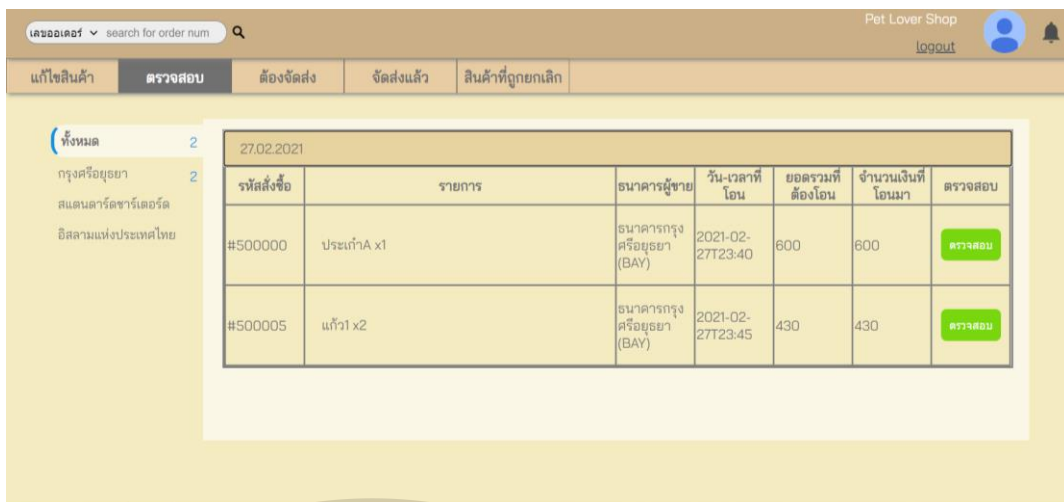 เลขออเดอร์ search for order num
Pet Lover Shop
logout
แก้ไขสินค้า
ตรวจสอบ
ต้องจัดส่ง
จัดส่งแล้ว
สินค้าที่ถูกยกเลิก
ทั้งหมด 2
กรุงศรีอยุธยา 2
สแตนดาร์ดชาร์เตอร์ด
อิสลามแห่งประเทศไทย
27.02.2021
รหัสสั่งซื้อ
รายการ
ธนาคารผู้ขาย
วัน-เวลาที่
โอน
ยอดรวมที่
ต้องโอน
จำนวนเงินที่
โอนมา
ตรวจสอบ
#500000
ประเก๋าA x1
ธนาคารกรุง
ศรีอยุธยา
(BAY)
2021-02-
27T23:40
600
600
ตรวจสอบ
#500005
แก้ว1 x2
ธนาคารกรุง
ศรีอยุธยา
(BAY)
2021-02-
27T23:45
430
430
ตรวจสอบ